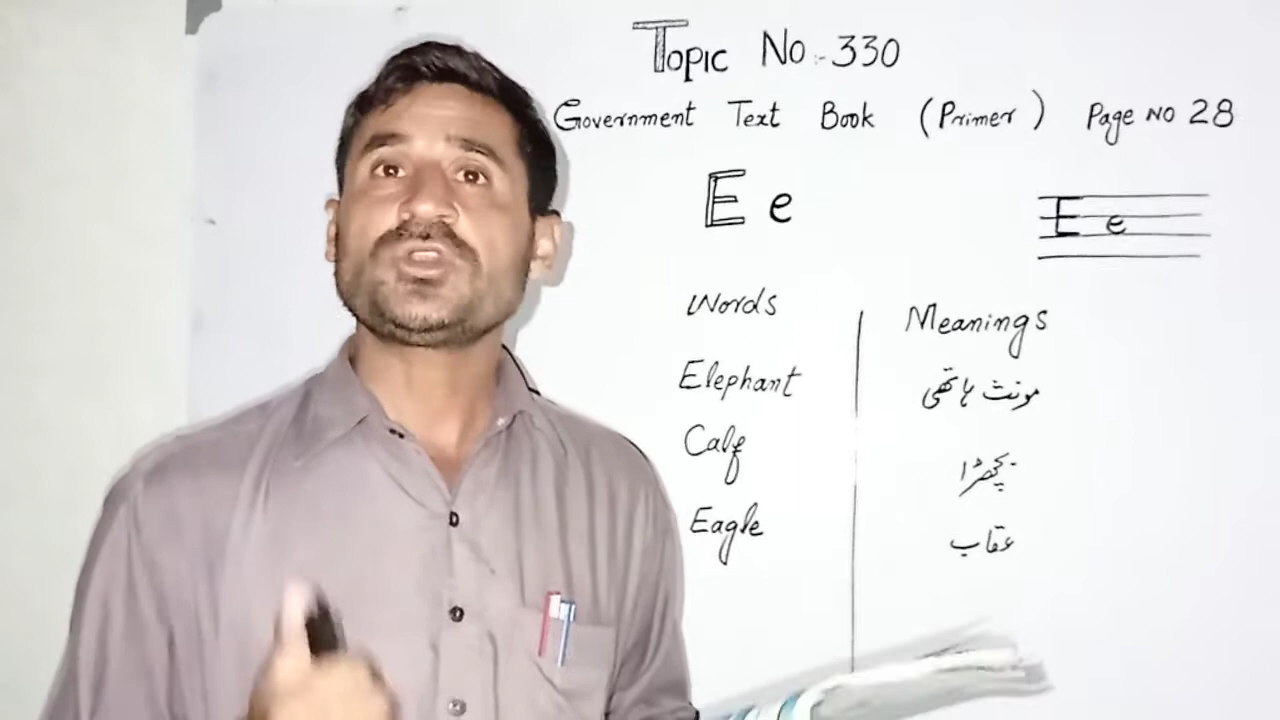 Topic No:-330
Government Text Book (Primer) Page No 28
E e
E e
Words | Meanings
Elephant مونث ہاتھی
Calf بچھڑا
Eagle عقاب